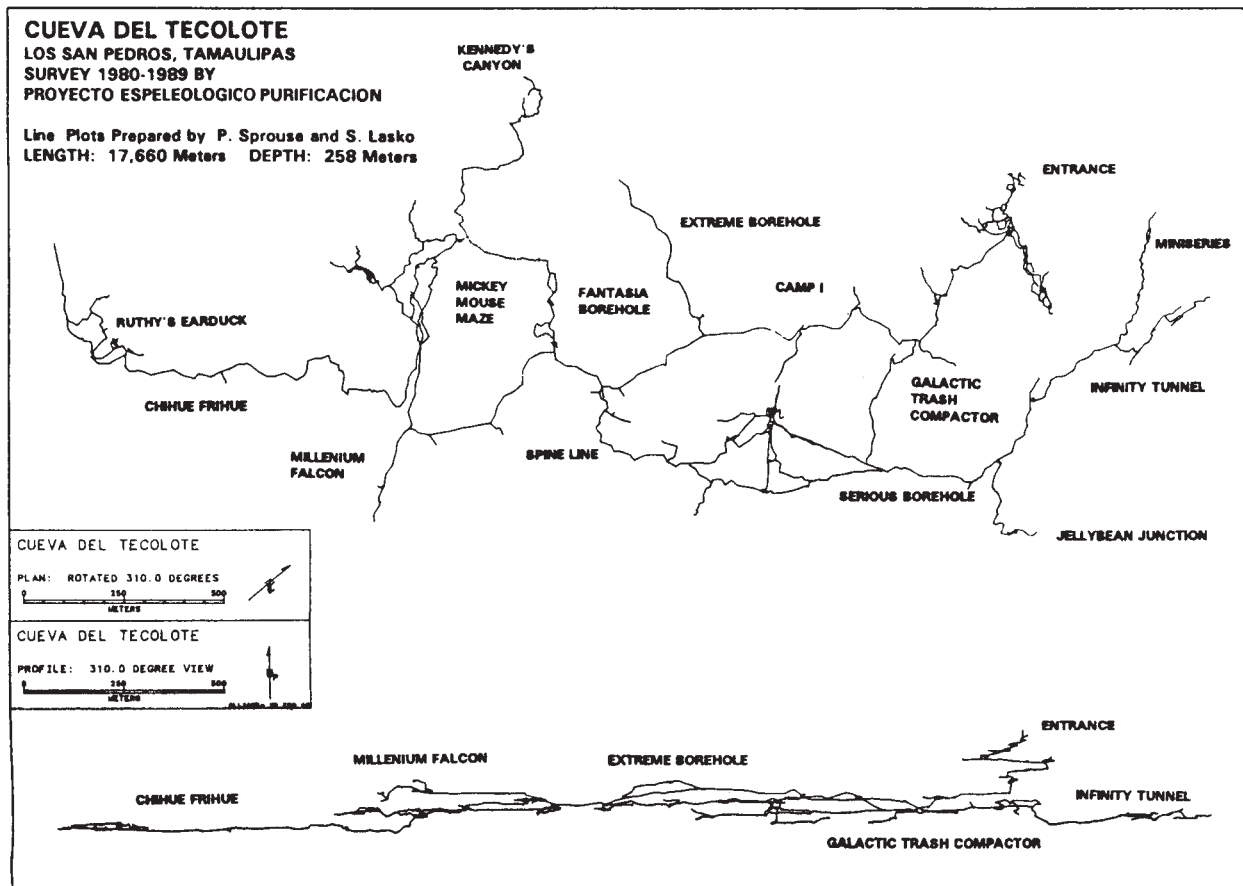 CUEVA DEL TECOLOTE
LOS SAN PEDROS, TAMAULIPAS
SURVEY 1980-1989 BY
PROYECTO ESPELEOLOGICO PURIFICACION
Line Plots Prepared by P. Sprouse and S. Lasko
LENGTH: 17,660 Meters DEPTH: 258 Meters
KENNEDY'S
CANYON
ENTRANCE
EXTREME BOREHOLE
MINISERIES
MICKEY
MOUSE
MAZE
FANTASIA
BOREHOLE
CAMP I
RUTHY'S EARDUCK
GALACTIC
TRASH
COMPACTOR
INFINITY TUNNEL
CHIHUE FRIHUE
MILLENIUM
FALCON
SPINE LINE
SERIOUS BOREHOLE
JELLYBEAN JUNCTION
CUEVA DEL TECOLOTE
PLAN: ROTATED 310.0 DEGREES
0 250 500
METERS
CUEVA DEL TECOLOTE
PROFILE: 310.0 DEGREE VIEW
0 250 500
METERS
ENTRANCE
MILLENIUM FALCON
EXTREME BOREHOLE
CHIHUE FRIHUE
INFINITY TUNNEL
GALACTIC TRASH COMPACTOR